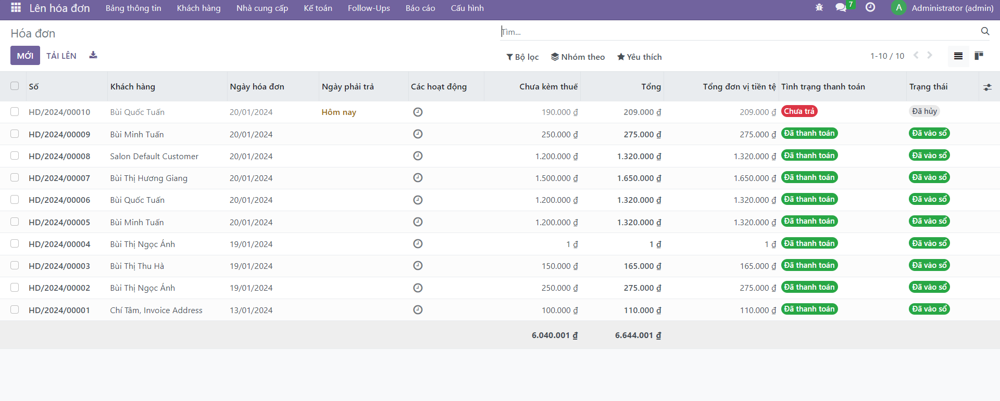 Lên hóa đơn Bảng thông tin Khách hàng Nhà cung cấp Kế toán Follow-Ups Báo cáo Cấu hình 7 A Administrator (admin)
Hóa đơn Tìm...
MỚI TẢI LÊN Bộ lọc Nhóm theo Yêu thích 1-10 / 10
Số Khách hàng Ngày hóa đơn Ngày phải trả Các hoạt động Chưa kèm thuế Tổng Tổng đơn vị tiền tệ Tình trạng thanh toán Trạng thái
HD/2024/00010 Bùi Quốc Tuấn 20/01/2024 Hôm nay 190.000 ₫ 209.000 ₫ 209.000 ₫ Chưa trả Đã hủy
HD/2024/00009 Bùi Minh Tuấn 20/01/2024 250.000 ₫ 275.000 ₫ 275.000 ₫ Đã thanh toán Đã vào sổ
HD/2024/00008 Salon Default Customer 20/01/2024 1.200.000 ₫ 1.320.000 ₫ 1.320.000 ₫ Đã thanh toán Đã vào sổ
HD/2024/00007 Bùi Thị Hương Giang 20/01/2024 1.500.000 ₫ 1.650.000 ₫ 1.650.000 ₫ Đã thanh toán Đã vào sổ
HD/2024/00006 Bùi Quốc Tuấn 20/01/2024 1.200.000 ₫ 1.320.000 ₫ 1.320.000 ₫ Đã thanh toán Đã vào sổ
HD/2024/00005 Bùi Minh Tuấn 20/01/2024 1.200.000 ₫ 1.320.000 ₫ 1.320.000 ₫ Đã thanh toán Đã vào sổ
HD/2024/00004 Bùi Thị Ngọc Ánh 19/01/2024 1 ₫ 1 ₫ 1 ₫ Đã thanh toán Đã vào sổ
HD/2024/00003 Bùi Thị Thu Hà 19/01/2024 150.000 ₫ 165.000 ₫ 165.000 ₫ Đã thanh toán Đã vào sổ
HD/2024/00002 Bùi Thị Ngọc Ánh 19/01/2024 250.000 ₫ 275.000 ₫ 275.000 ₫ Đã thanh toán Đã vào sổ
HD/2024/00001 Chí Tâm, Invoice Address 13/01/2024 100.000 ₫ 110.000 ₫ 110.000 ₫ Đã thanh toán Đã vào sổ
6.040.001 ₫ 6.644.001 ₫